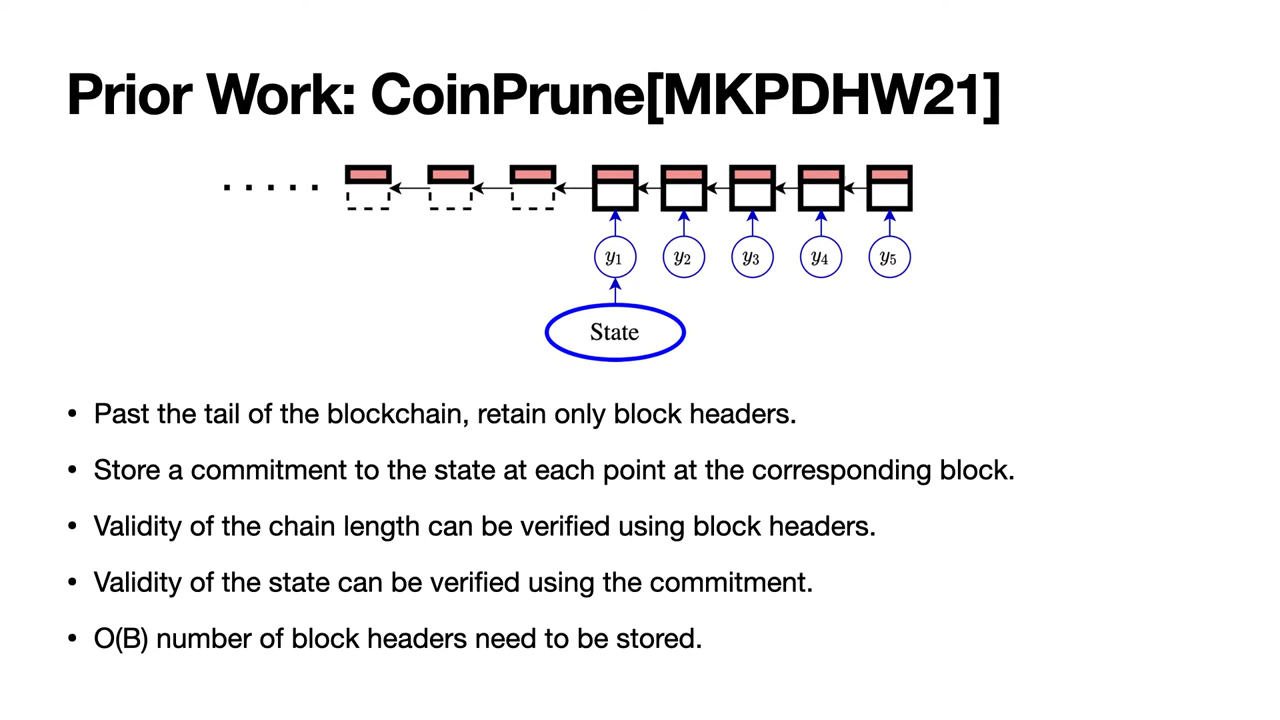 Prior Work: CoinPrune[MKPDHW21]
y₁ y₂ y₃ y₄ y₅
State
• Past the tail of the blockchain, retain only block headers.
• Store a commitment to the state at each point at the corresponding block.
• Validity of the chain length can be verified using block headers.
• Validity of the state can be verified using the commitment.
• O(B) number of block headers need to be stored.